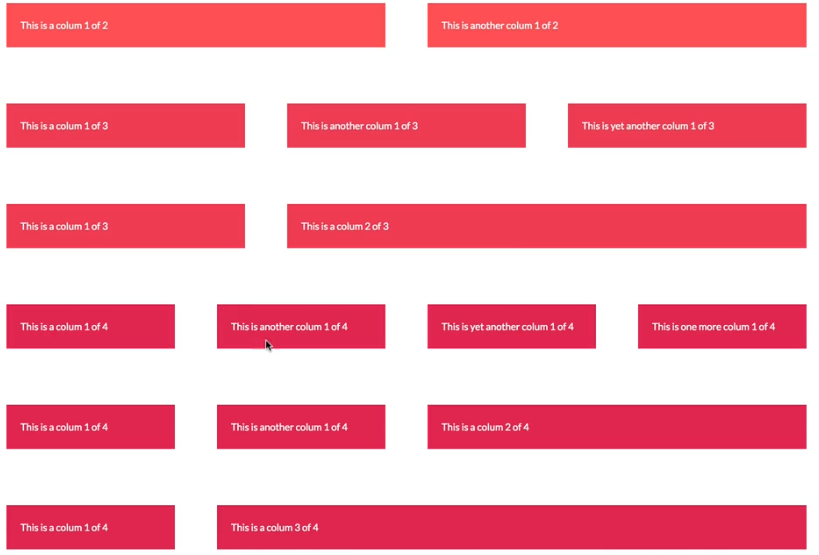 This is a colum 1 of 2
This is another colum 1 of 2
This is a colum 1 of 3
This is another colum 1 of 3
This is yet another colum 1 of 3
This is a colum 1 of 3
This is a colum 2 of 3
This is a colum 1 of 4
This is another colum 1 of 4
This is yet another colum 1 of 4
This is one more colum 1 of 4
This is a colum 1 of 4
This is another colum 1 of 4
This is a colum 2 of 4
This is a colum 1 of 4
This is a colum 3 of 4